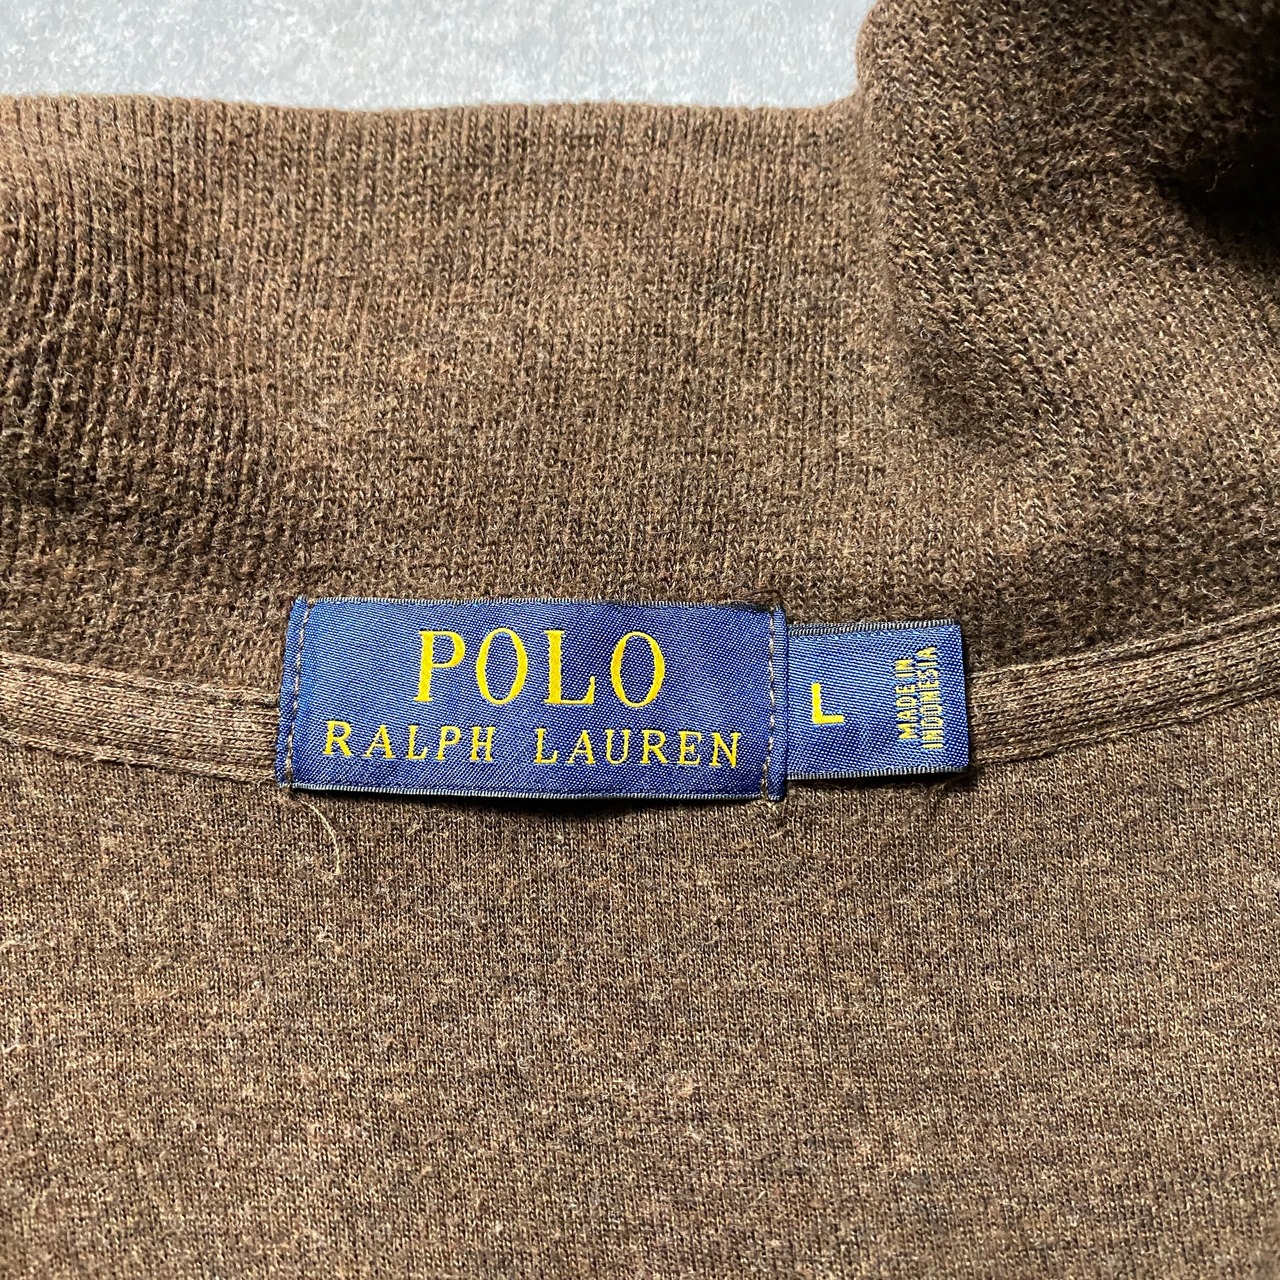 POLO
RALPH LAUREN
L
MADE IN
INDONESIA